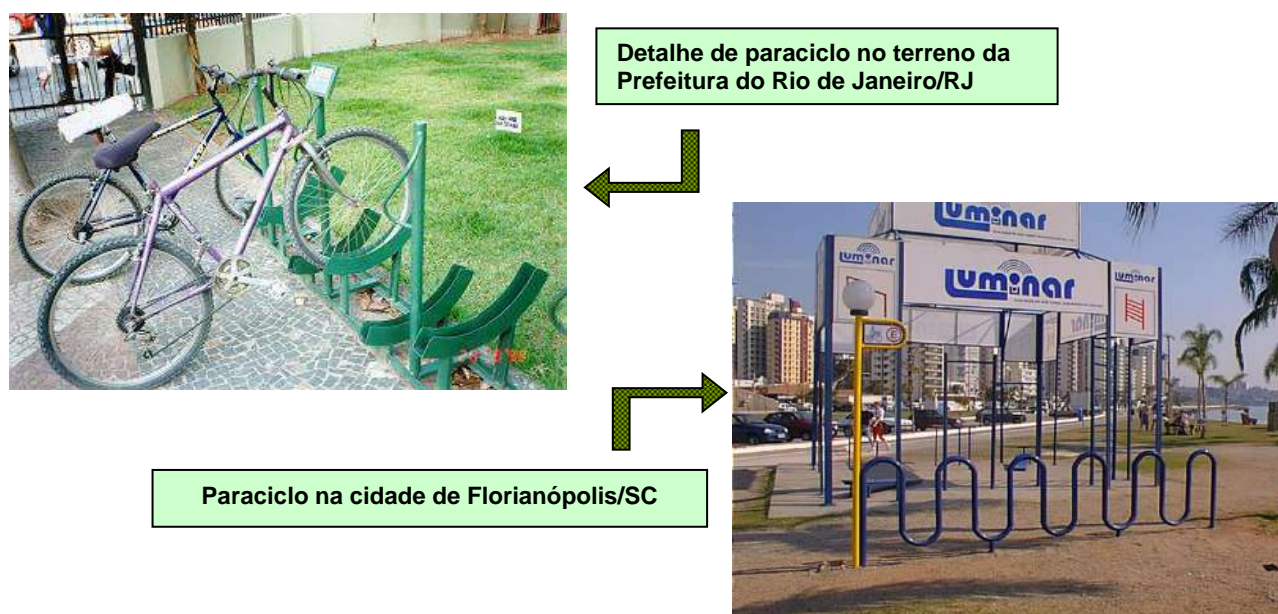 Detalhe de paraciclo no terreno da
Prefeitura do Rio de Janeiro/RJ
Luminar
Luminar
Luminar
Luminar
E
Paraciclo na cidade de Florianópolis/SC